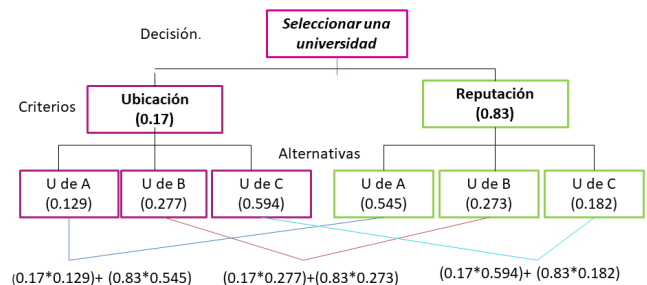 Decisión.
Seleccionar una
universidad
Criterios
Ubicación
(0.17)
Reputación
(0.83)
Alternativas
U de A
(0.129)
U de B
(0.277)
U de C
(0.594)
U de A
(0.545)
U de B
(0.273)
U de C
(0.182)
(0.17*0.129)+ (0.83*0.545)
(0.17*0.277)+(0.83*0.273)
(0.17*0.594)+ (0.83*0.182)